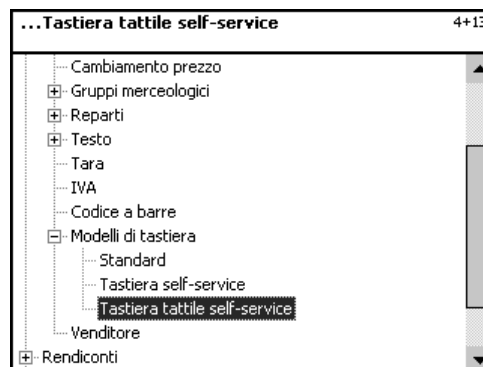 ...Tastiera tattile self-service 4+13
Cambiamento prezzo
Gruppi merceologici
Reparti
Testo
Tara
IVA
Codice a barre
Modelli di tastiera
Standard
Tastiera self-service
Tastiera tattile self-service
Venditore
Rendiconti